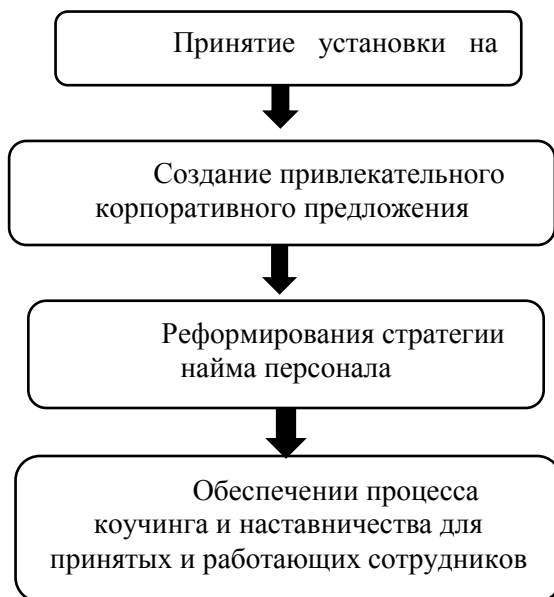 Принятие установки на
Создание привлекательного
корпоративного предложения
Реформирования стратегии
найма персонала
Обеспечении процесса
коучинга и наставничества для
принятых и работающих сотрудников